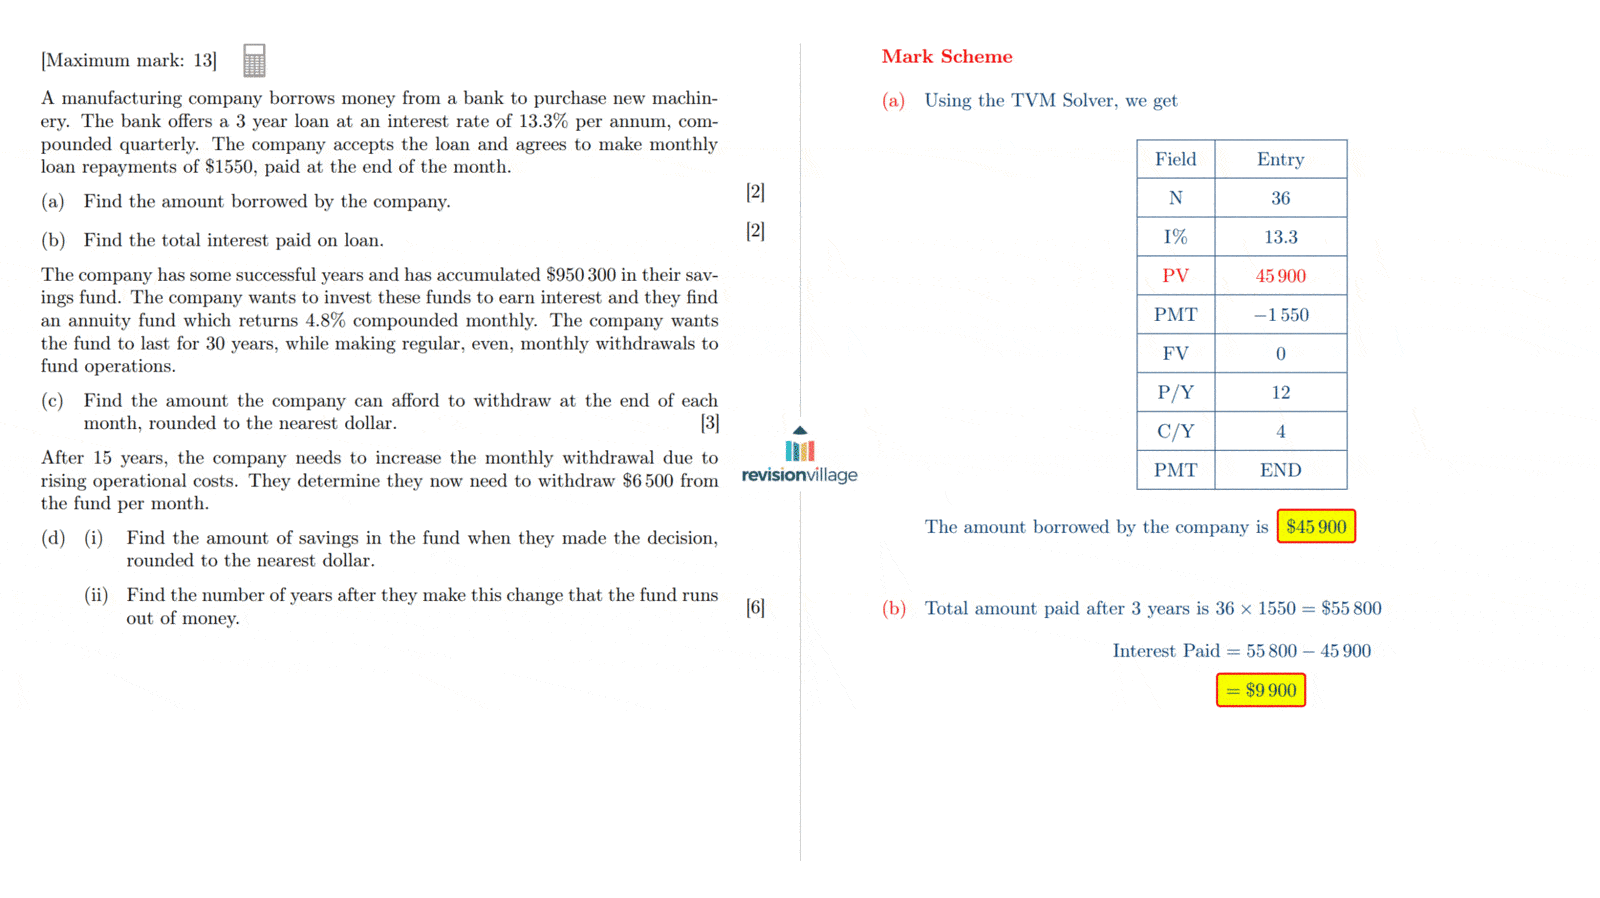 [Maximum mark: 13]
A manufacturing company borrows money from a bank to purchase new machin-
ery. The bank offers a 3 year loan at an interest rate of 13.3% per annum, com-
pounded quarterly. The company accepts the loan and agrees to make monthly
loan repayments of $1550, paid at the end of the month.
(a) Find the amount borrowed by the company. [2]
(b) Find the total interest paid on loan. [2]
The company has some successful years and has accumulated $950 300 in their sav-
ings fund. The company wants to invest these funds to earn interest and they find
an annuity fund which returns 4.8% compounded monthly. The company wants
the fund to last for 30 years, while making regular, even, monthly withdrawals to
fund operations.
(c) Find the amount the company can afford to withdraw at the end of each
month, rounded to the nearest dollar. [3]
After 15 years, the company needs to increase the monthly withdrawal due to
rising operational costs. They determine they now need to withdraw $6 500 from
the fund per month.
(d) (i) Find the amount of savings in the fund when they made the decision,
rounded to the nearest dollar.
(ii) Find the number of years after they make this change that the fund runs
out of money. [6]
revisionvillage
Mark Scheme
(a) Using the TVM Solver, we get
Field Entry
N 36
I% 13.3
PV 45 900
PMT −1 550
FV 0
P/Y 12
C/Y 4
PMT END
The amount borrowed by the company is $45 900
(b) Total amount paid after 3 years is 36 × 1550 = $55 800
Interest Paid = 55 800 − 45 900
= $9 900